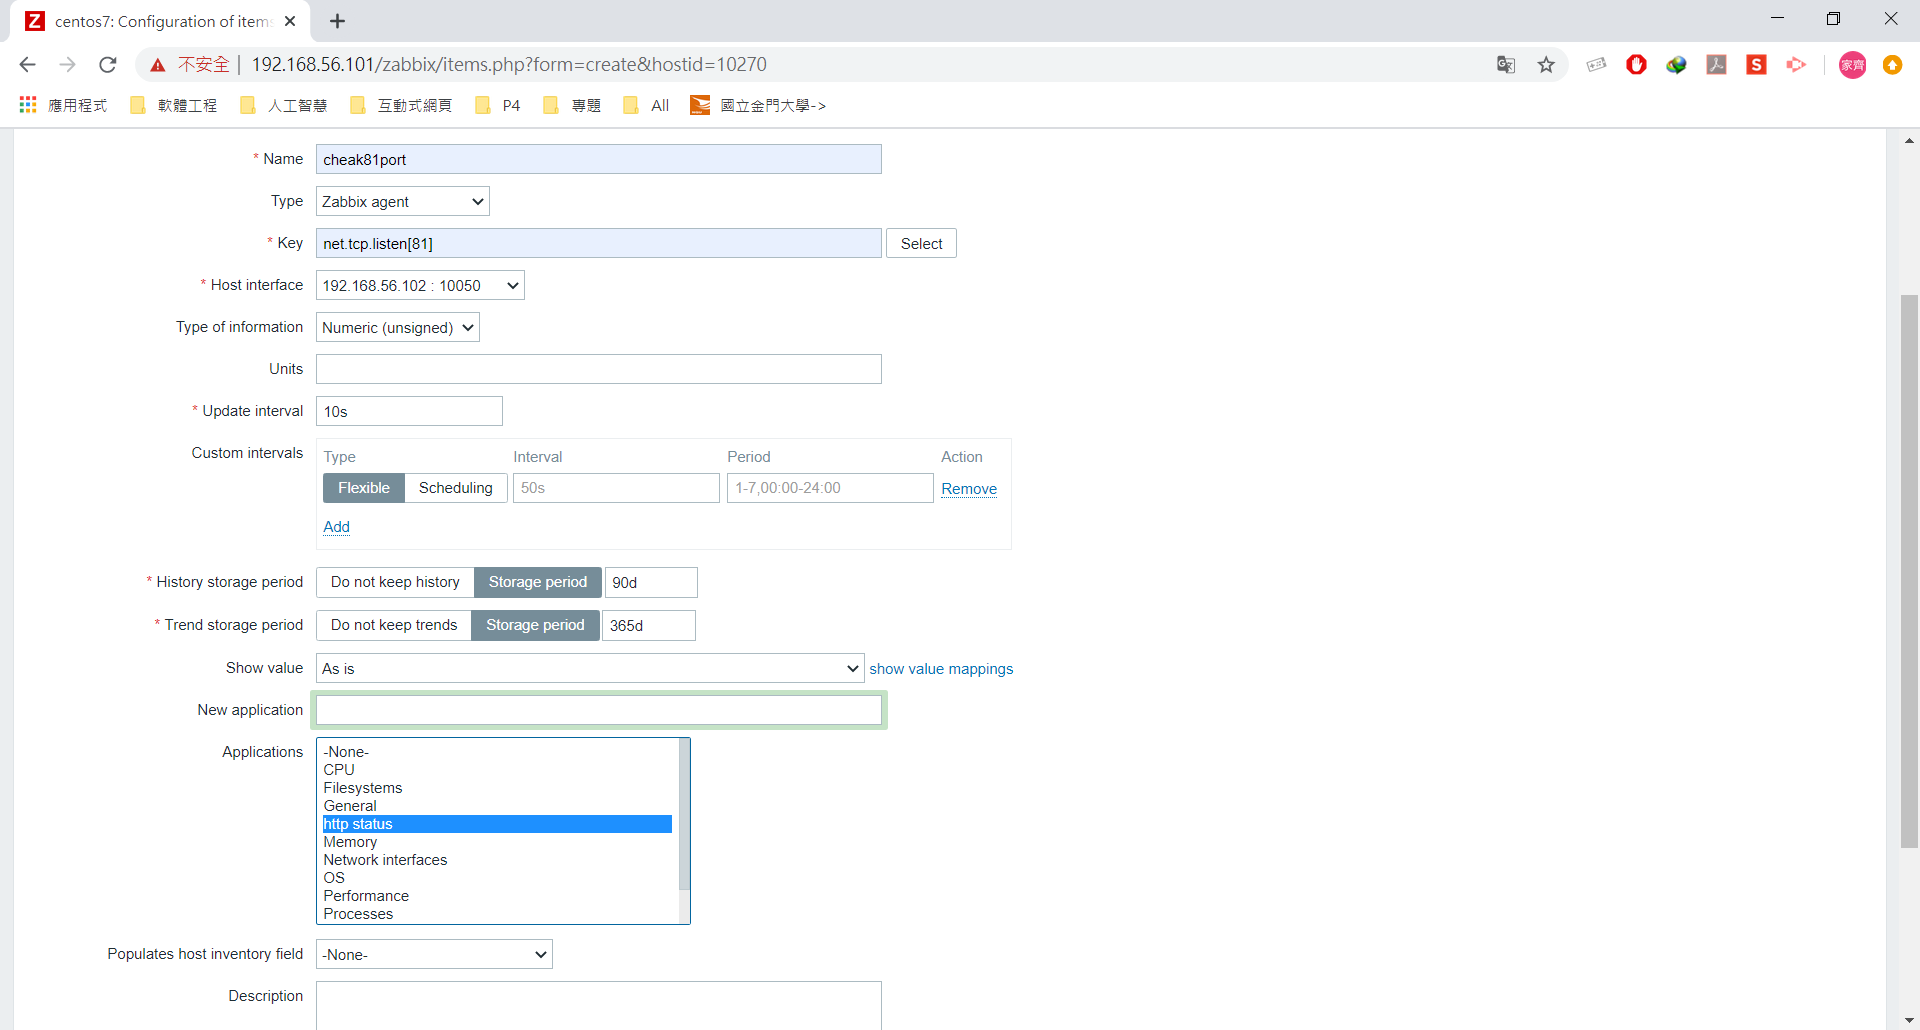 Z centos7: Configuration of items
不安全 | 192.168.56.101/zabbix/items.php?form=create&hostid=10270 家齊
應用程式 軟體工程 人工智慧 互動式網頁 P4 專題 All 國立金門大學->
* Name cheak81port
Type Zabbix agent
* Key net.tcp.listen[81] Select
* Host interface 192.168.56.102 : 10050
Type of information Numeric (unsigned)
Units
* Update interval 10s
Custom intervals Type Interval Period Action
Flexible Scheduling 50s 1-7,00:00-24:00 Remove
Add
* History storage period Do not keep history Storage period 90d
* Trend storage period Do not keep trends Storage period 365d
Show value As is show value mappings
New application
Applications -None-
CPU
Filesystems
General
http status
Memory
Network interfaces
OS
Performance
Processes
Populates host inventory field -None-
Description